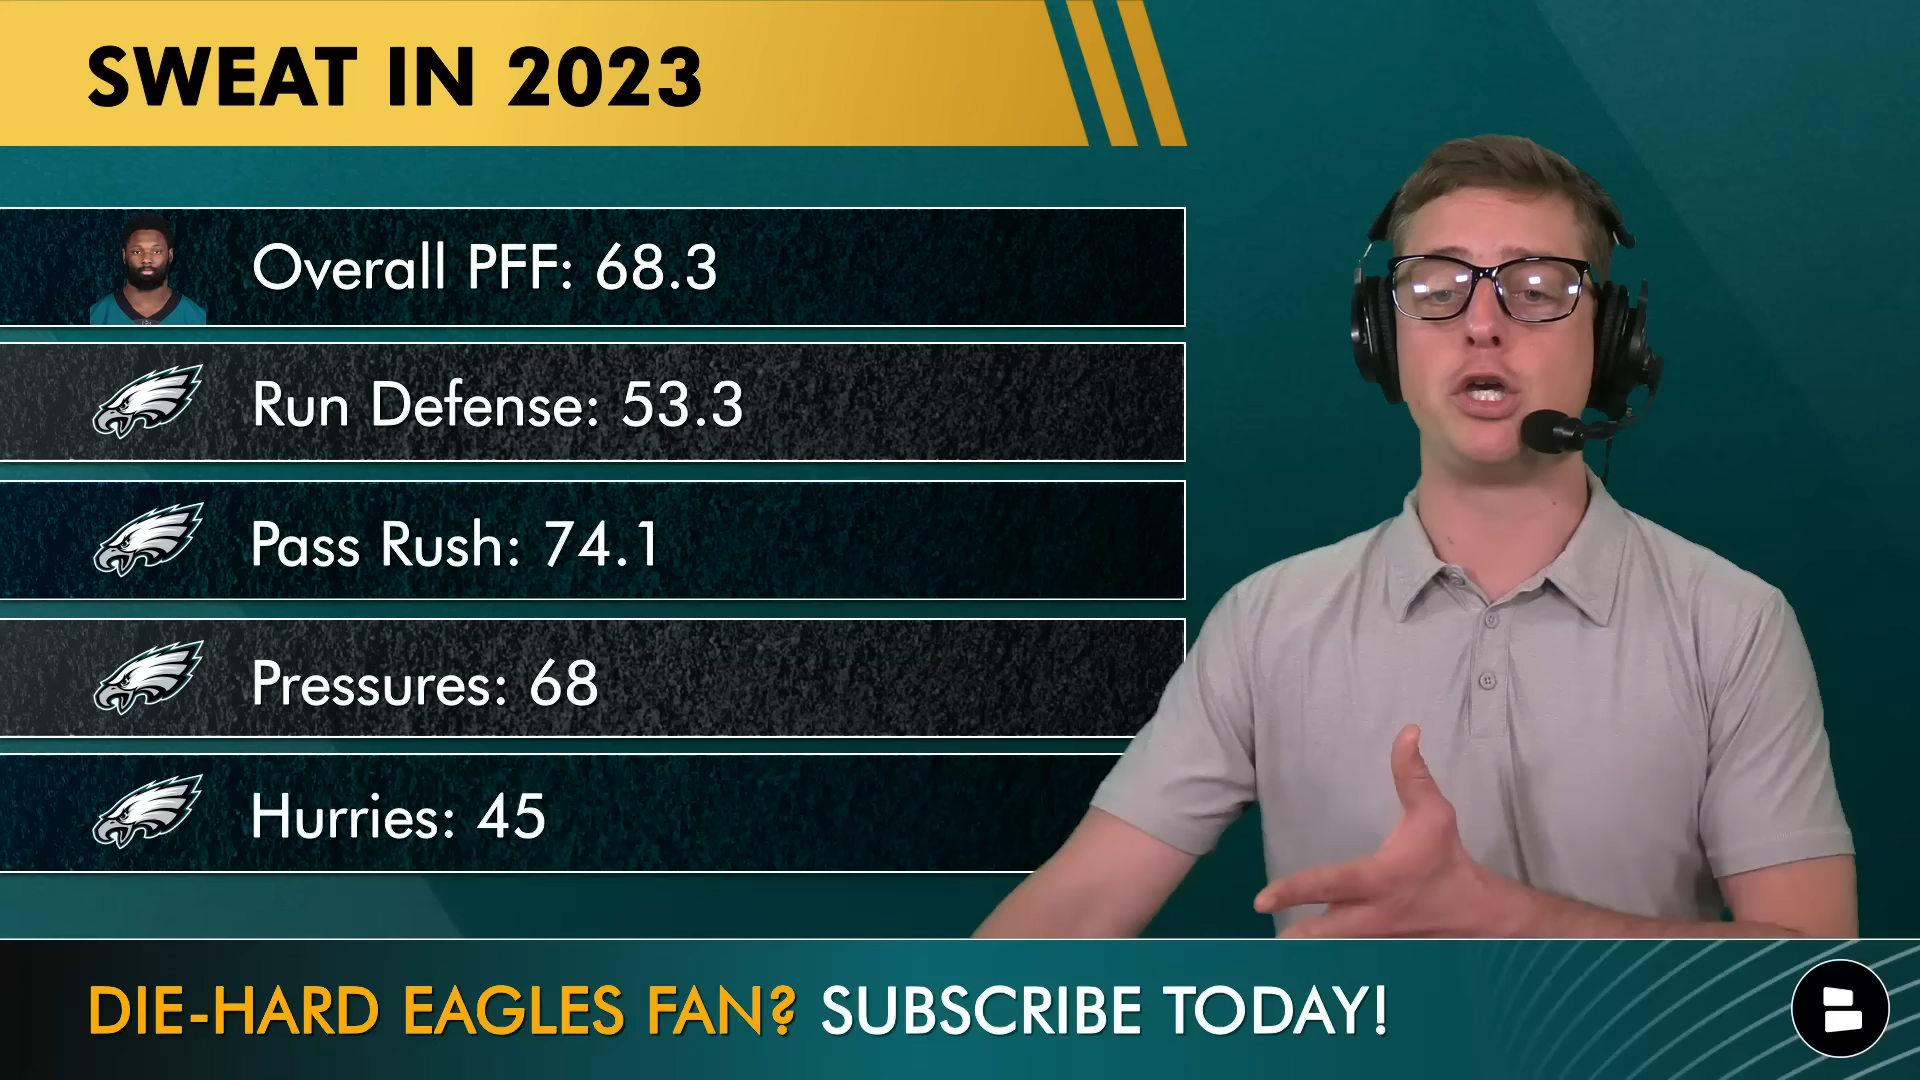 SWEAT IN 2023
Overall PFF: 68.3
Run Defense: 53.3
Pass Rush: 74.1
Pressures: 68
Hurries: 45
DIE-HARD EAGLES FAN? SUBSCRIBE TODAY!